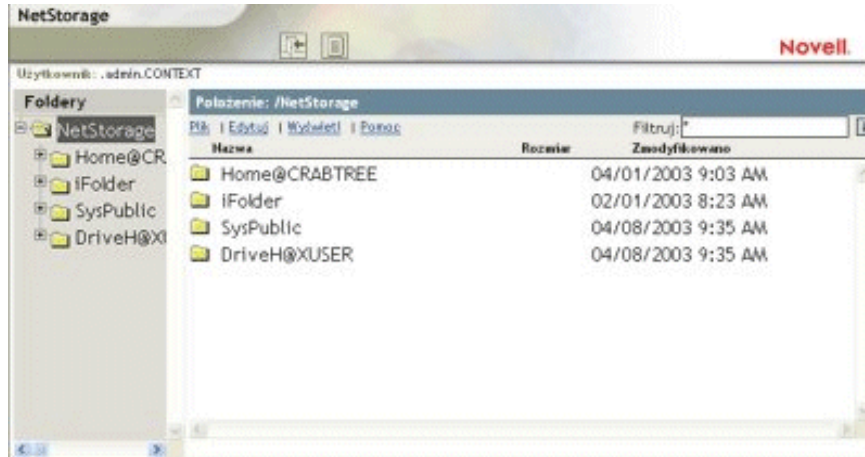 NetStorage
Novell.
Użytkownik: .admin.CONTEXT
Foldery
Położenie: /NetStorage
NetStorage
Plik | Edytuj | Wyświetl | Pomoc
Filtruj:*
Nazwa Rozmiar Zmodyfikowano
Home@CR
iFolder
SysPublic
DriveH@XU
Home@CRABTREE 04/01/2003 9:03 AM
iFolder 02/01/2003 8:23 AM
SysPublic 04/08/2003 9:35 AM
DriveH@XUSER 04/08/2003 9:35 AM